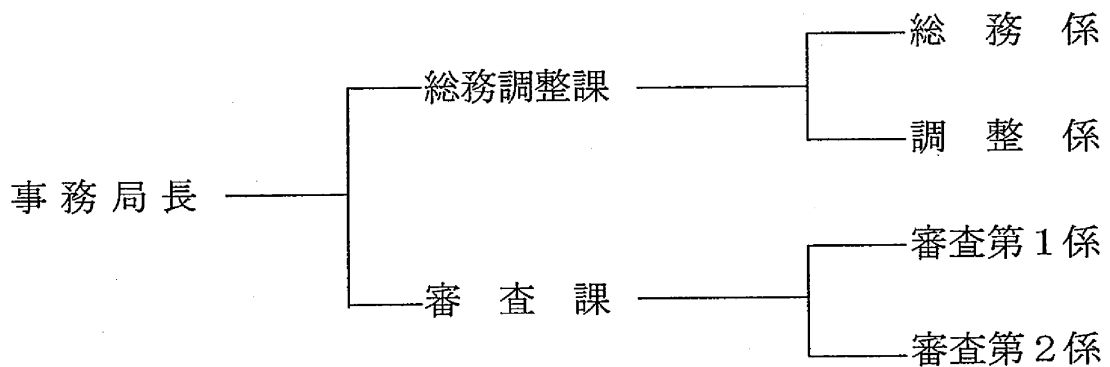 総務係
総務調整課
調整係
事務局長
審査第1係
審査課
審査第2係